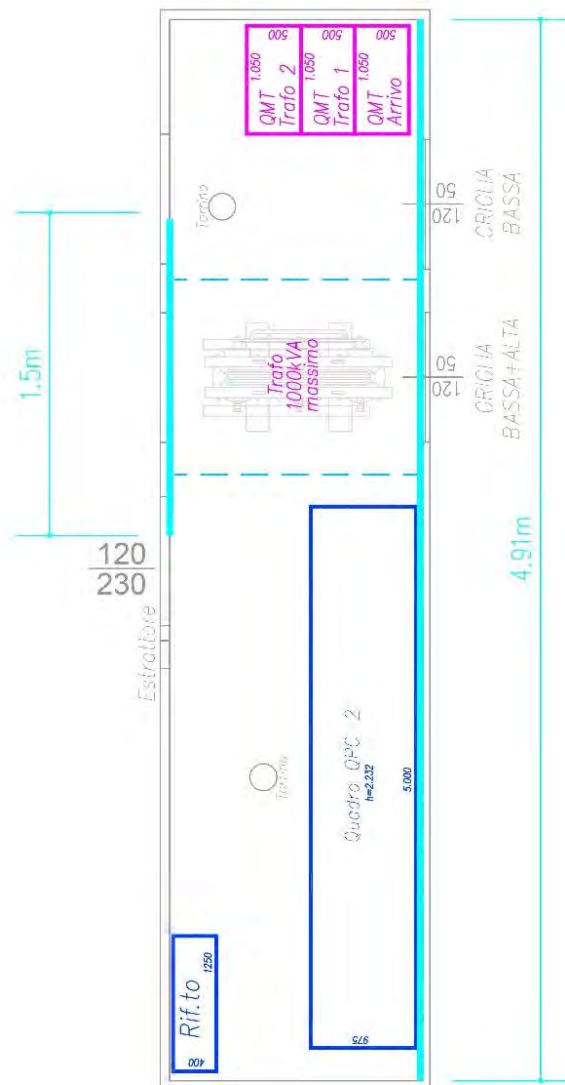 1.050
500
QMT
Trafo 2
1.050
500
QMT
Trafo 1
1.050
500
QMT
Arrivo
Torrino
50
120
GRIGLIA
BASSA
1.5m
Trafo
1000kVA
massimo
50
120
GRIGLIA
BASSA+ALTA
4.91m
120
230
Estrattore
Quadro QPC 2
h=2.232
5.000
975
Torrino
Rif.to
1250
400